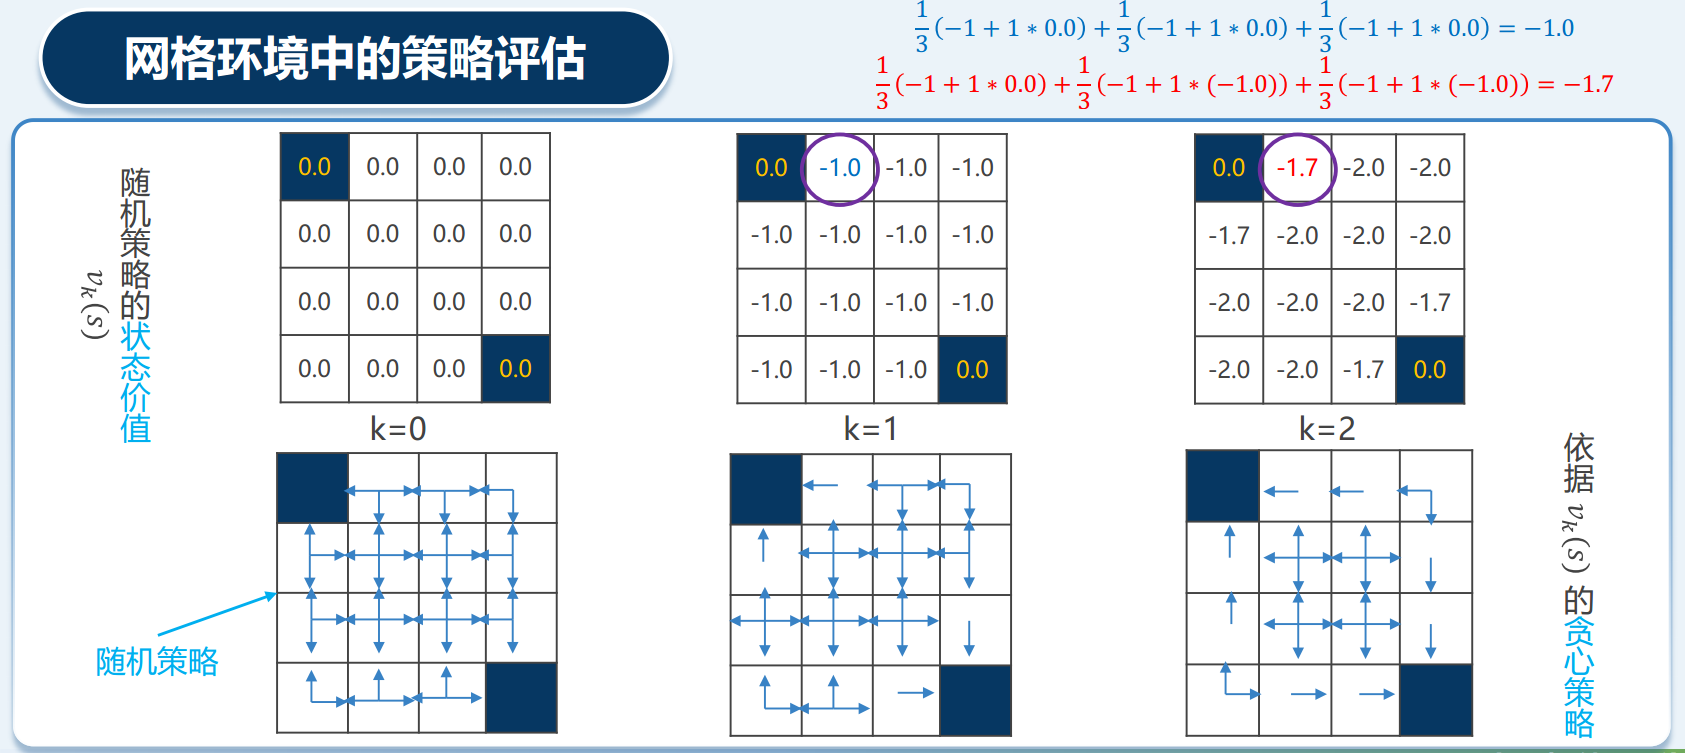 网格环境中的策略评估
1/3(−1 + 1 ∗ 0.0) + 1/3(−1 + 1 ∗ 0.0) + 1/3(−1 + 1 ∗ 0.0) = −1.0
1/3(−1 + 1 ∗ 0.0) + 1/3(−1 + 1 ∗ (−1.0)) + 1/3(−1 + 1 ∗ (−1.0)) = −1.7
随机策略的状态价值
v_k(s)
0.0 0.0 0.0 0.0
0.0 0.0 0.0 0.0
0.0 0.0 0.0 0.0
0.0 0.0 0.0 0.0
k=0
0.0 -1.0 -1.0 -1.0
-1.0 -1.0 -1.0 -1.0
-1.0 -1.0 -1.0 -1.0
-1.0 -1.0 -1.0 0.0
k=1
0.0 -1.7 -2.0 -2.0
-1.7 -2.0 -2.0 -2.0
-2.0 -2.0 -2.0 -1.7
-2.0 -2.0 -1.7 0.0
k=2
随机策略
依据 v_k(s) 的贪心策略